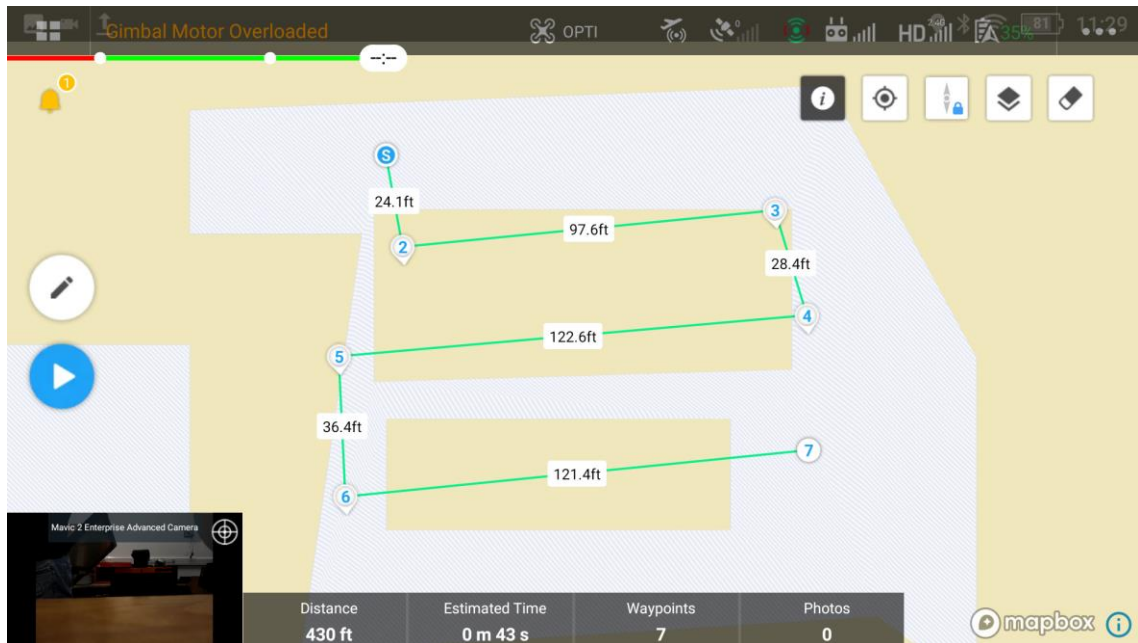 Gimbal Motor Overloaded
OPTI
HD
35%
81
11:29
--:--
1
i
S
24.1ft
2
97.6ft
3
28.4ft
4
122.6ft
5
36.4ft
6
121.4ft
7
Mavic 2 Enterprise Advanced Camera
Distance
430 ft
Estimated Time
0 m 43 s
Waypoints
7
Photos
0
mapbox
i